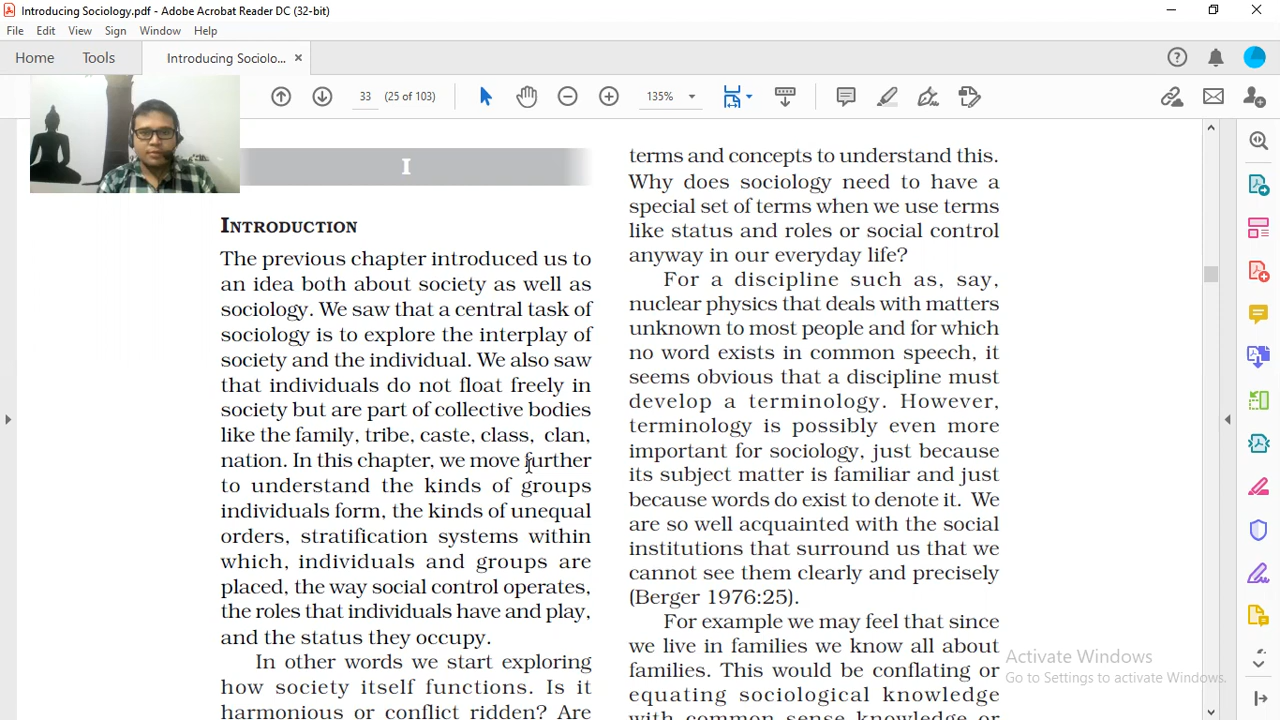 Introducing Sociology.pdf - Adobe Acrobat Reader DC (32-bit)
File Edit View Sign Window Help
Home Tools Introducing Sociolo... ×
33 (25 of 103) 135%
I
INTRODUCTION
The previous chapter introduced us to
an idea both about society as well as
sociology. We saw that a central task of
sociology is to explore the interplay of
society and the individual. We also saw
that individuals do not float freely in
society but are part of collective bodies
like the family, tribe, caste, class, clan,
nation. In this chapter, we move further
to understand the kinds of groups
individuals form, the kinds of unequal
orders, stratification systems within
which, individuals and groups are
placed, the way social control operates,
the roles that individuals have and play,
and the status they occupy.
In other words we start exploring
how society itself functions. Is it
harmonious or conflict ridden? Are
terms and concepts to understand this.
Why does sociology need to have a
special set of terms when we use terms
like status and roles or social control
anyway in our everyday life?
For a discipline such as, say,
nuclear physics that deals with matters
unknown to most people and for which
no word exists in common speech, it
seems obvious that a discipline must
develop a terminology. However,
terminology is possibly even more
important for sociology, just because
its subject matter is familiar and just
because words do exist to denote it. We
are so well acquainted with the social
institutions that surround us that we
cannot see them clearly and precisely
(Berger 1976:25).
For example we may feel that since
we live in families we know all about
families. This would be conflating or
equating sociological knowledge
with common sense knowledge or
Activate Windows
Go to Settings to activate Windows.